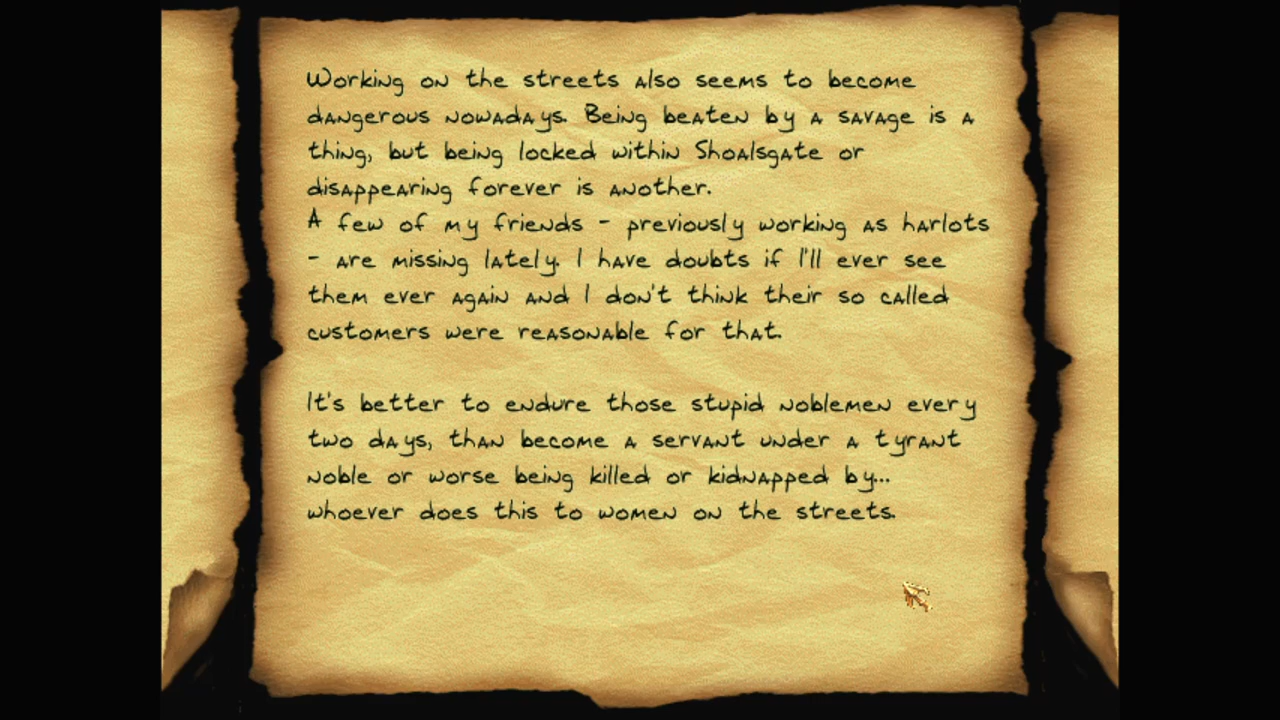 Working on the streets also seems to become
dangerous nowadays. Being beaten by a savage is a
thing, but being locked within Shoalsgate or
disappearing forever is another.
A few of my friends - previously working as harlots
- are missing lately. I have doubts if I'll ever see
them ever again and I don't think their so called
customers were reasonable for that.
It's better to endure those stupid noblemen every
two days, than become a servant under a tyrant
noble or worse being killed or kidnapped by...
whoever does this to women on the streets.